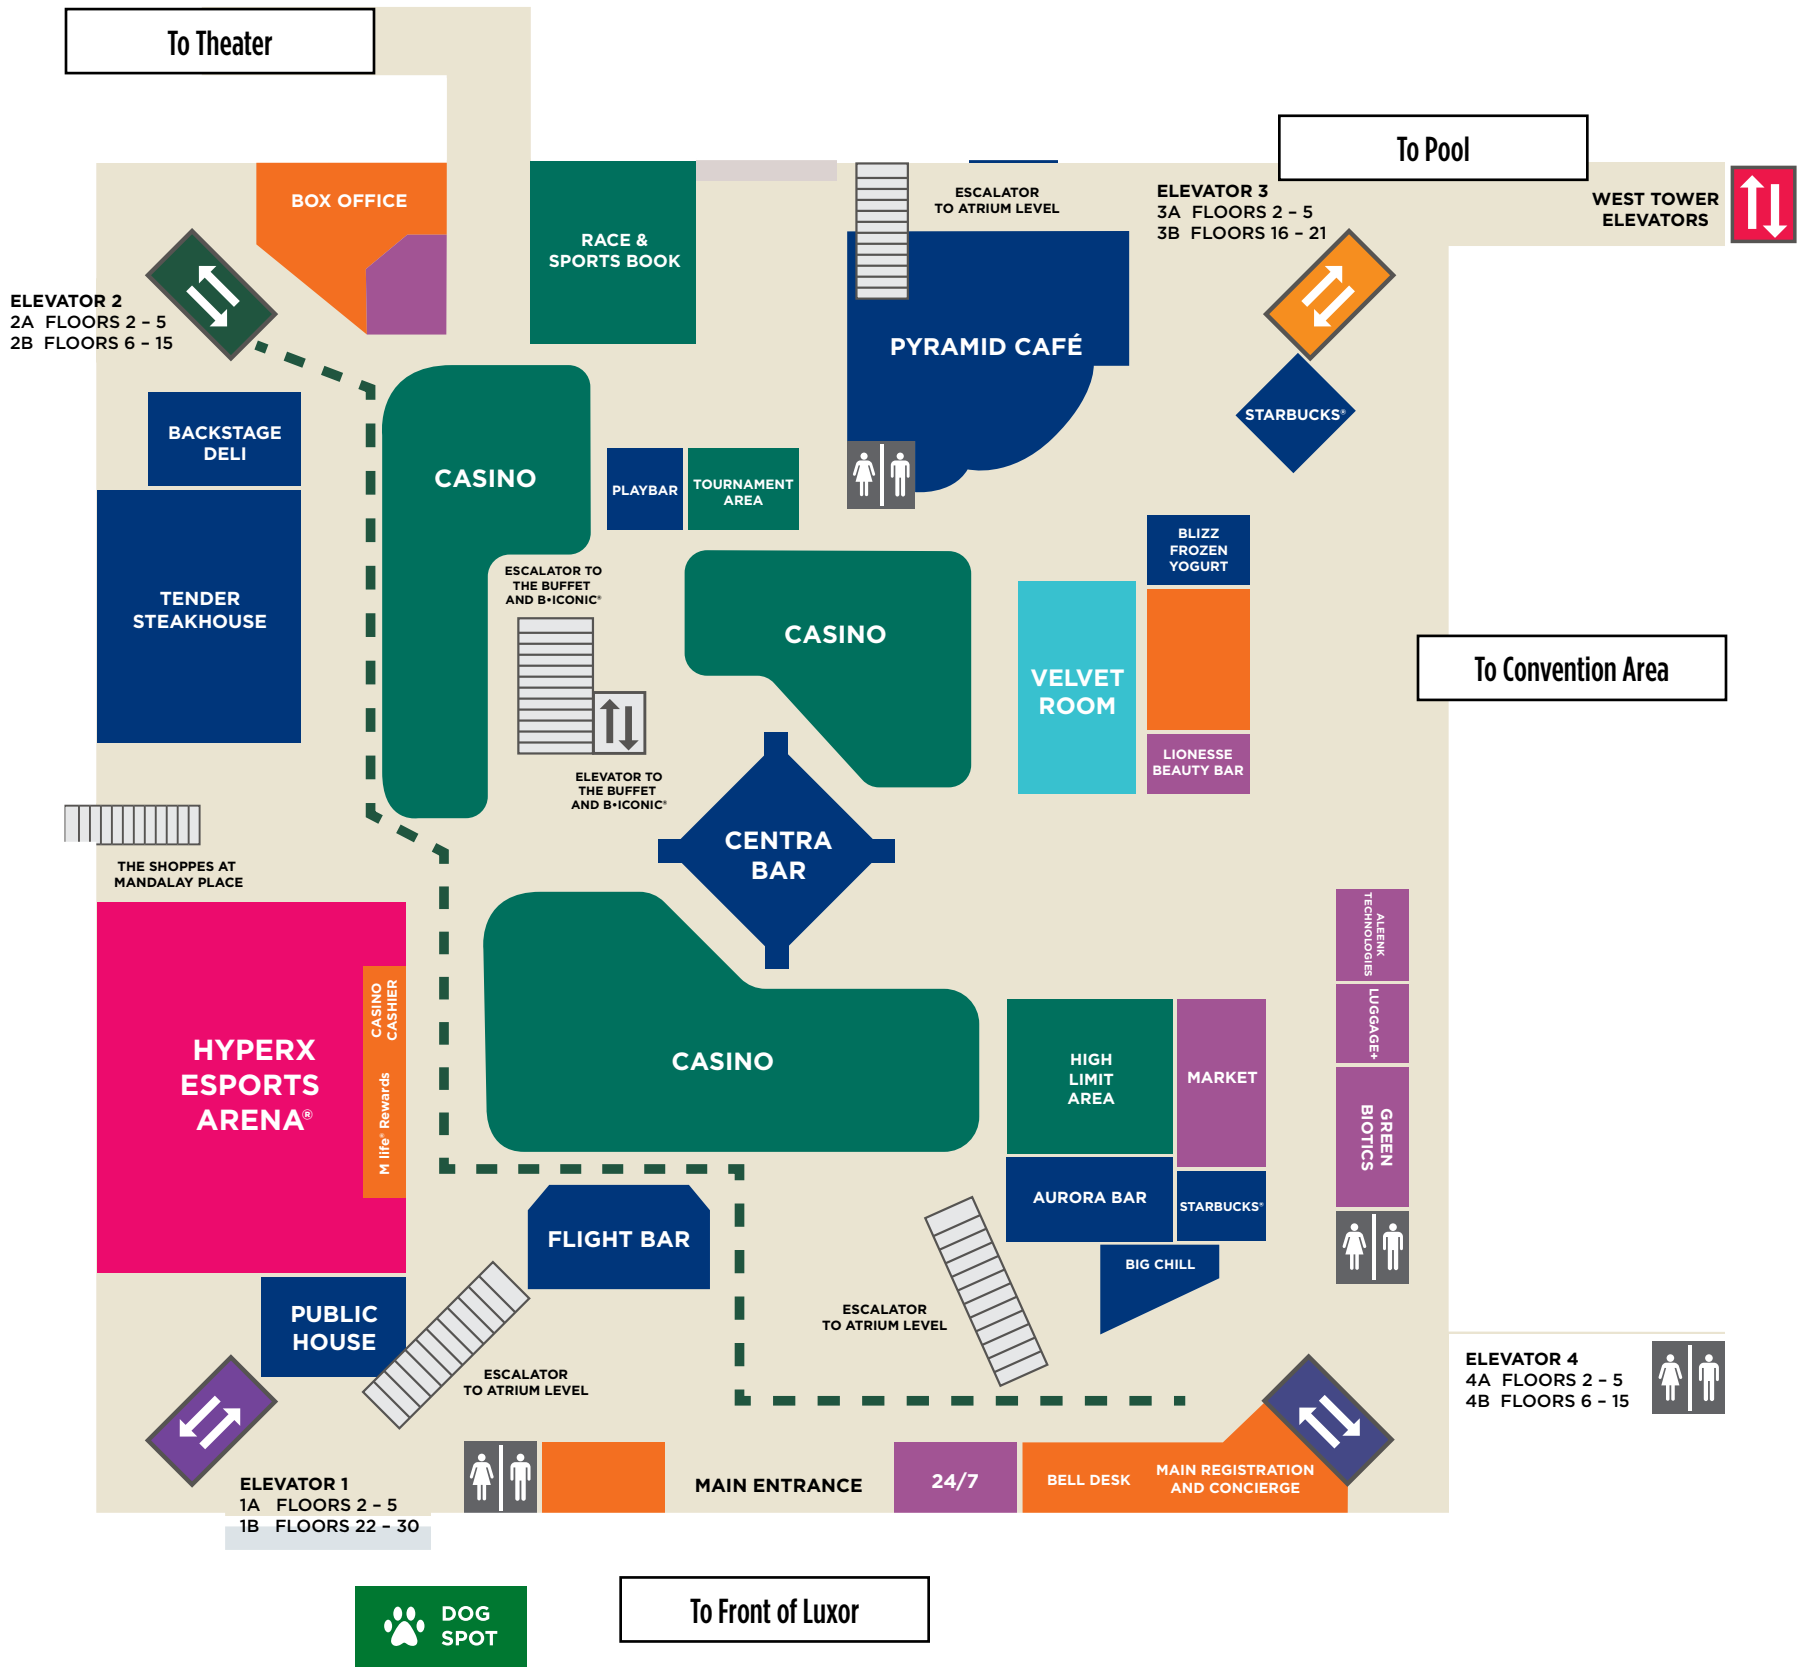 To Theater
To Pool
BOX OFFICE
RACE &
SPORTS BOOK
ESCALATOR
TO ATRIUM LEVEL
ELEVATOR 3
3A FLOORS 2 – 5
3B FLOORS 16 – 21
WEST TOWER
ELEVATORS
ELEVATOR 2
2A FLOORS 2 – 5
2B FLOORS 6 – 15
PYRAMID CAFÉ
STARBUCKS®
BACKSTAGE
DELI
CASINO
PLAYBAR
TOURNAMENT
AREA
BLIZZ
FROZEN
YOGURT
TENDER
STEAKHOUSE
ESCALATOR TO
THE BUFFET
AND B•ICONIC®
CASINO
VELVET
ROOM
To Convention Area
LIONESSE
BEAUTY BAR
ELEVATOR TO
THE BUFFET
AND B•ICONIC®
CENTRA
BAR
THE SHOPPES AT
MANDALAY PLACE
ALEENK
TECHNOLOGIES
LUGGAGE+
GREEN
BIOTICS
HYPERX
ESPORTS
ARENA®
CASINO
CASHIER
M life® Rewards
CASINO
HIGH
LIMIT
AREA
MARKET
AURORA BAR
STARBUCKS®
FLIGHT BAR
BIG CHILL
PUBLIC
HOUSE
ESCALATOR
TO ATRIUM LEVEL
ESCALATOR
TO ATRIUM LEVEL
ELEVATOR 4
4A FLOORS 2 – 5
4B FLOORS 6 – 15
ELEVATOR 1
1A FLOORS 2 – 5
1B FLOORS 22 – 30
MAIN ENTRANCE
24/7
BELL DESK
MAIN REGISTRATION
AND CONCIERGE
DOG
SPOT
To Front of Luxor